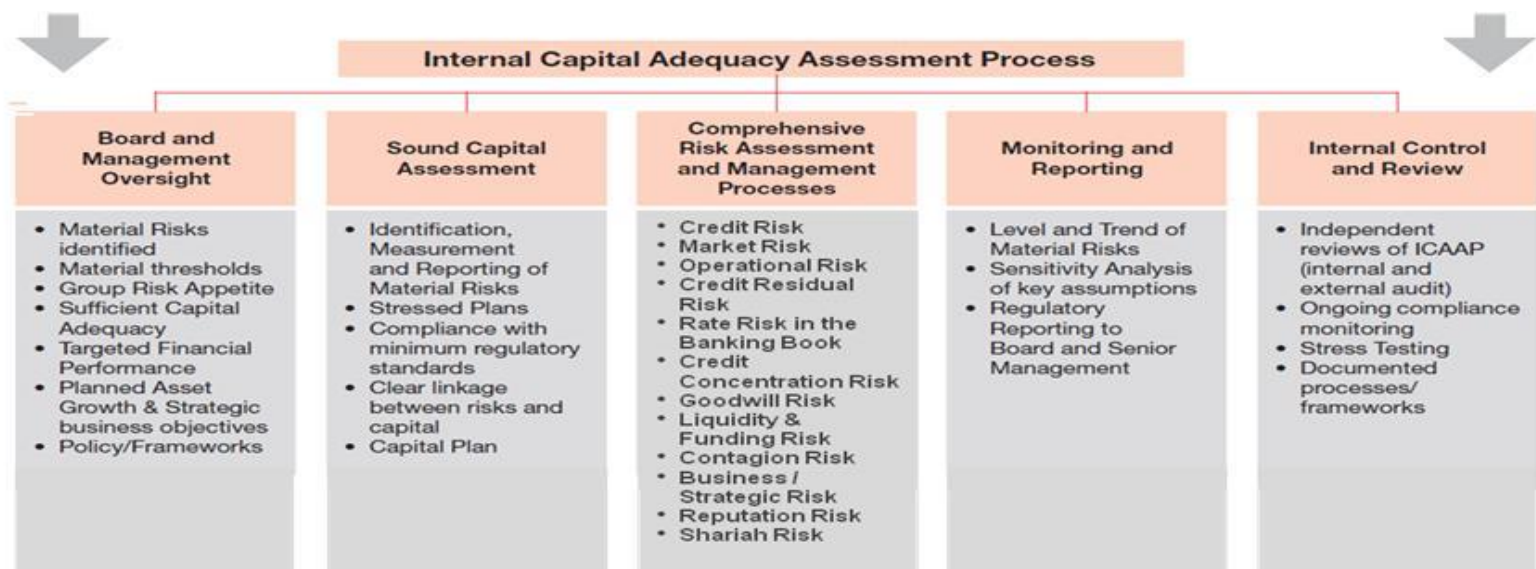 Internal Capital Adequacy Assessment Process
Board and
Management
Oversight
• Material Risks
identified
• Material thresholds
• Group Risk Appetite
• Sufficient Capital
Adequacy
• Targeted Financial
Performance
• Planned Asset
Growth & Strategic
business objectives
• Policy/Frameworks
Sound Capital
Assessment
• Identification,
Measurement
and Reporting of
Material Risks
• Stressed Plans
• Compliance with
minimum regulatory
standards
• Clear linkage
between risks and
capital
• Capital Plan
Comprehensive
Risk Assessment
and Management
Processes
• Credit Risk
• Market Risk
• Operational Risk
• Credit Residual
Risk
• Rate Risk in the
Banking Book
• Credit
Concentration Risk
• Goodwill Risk
• Liquidity &
Funding Risk
• Contagion Risk
• Business /
Strategic Risk
• Reputation Risk
• Shariah Risk
Monitoring and
Reporting
• Level and Trend of
Material Risks
• Sensitivity Analysis
of key assumptions
• Regulatory
Reporting to
Board and Senior
Management
Internal Control
and Review
• Independent
reviews of ICAAP
(internal and
external audit)
• Ongoing compliance
monitoring
• Stress Testing
• Documented
processes/
frameworks